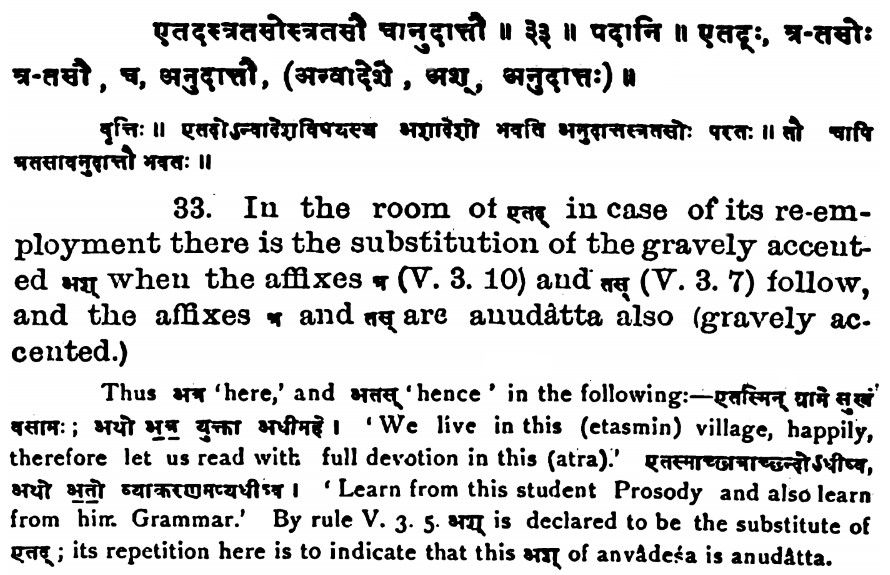 एतदस्त्रतसोस्त्रतसौ चानुदात्तौ ॥ ३३ ॥ पदानि ॥ एतदः, त्र-तसोः
त्र-तसौ, च, अनुदात्तौ, (अन्वादेशे, अश्, अनुदात्तः) ॥
वृत्तिः ॥ एतदोऽन्वादेशविषयस्य अशादेशो भवति अनुदात्तस्त्रतसोः परतः ॥ तौ चापि
त्रतसावनुदात्तौ भवतः ॥
33. In the room of एतद् in case of its re-em-
ployment there is the substitution of the gravely accent-
ed अश् when the affixes त्र (V. 3. 10) and तस् (V. 3. 7) follow,
and the affixes त्र and तस् are anudâtta also (gravely ac-
cented.)
Thus अत्र 'here,' and अतस् 'hence' in the following:—एतस्मिन् ग्रामे सुखं
वसामः; अथो अत्र युक्ता अधीमहे । 'We live in this (etasmin) village, happily,
therefore let us read with full devotion in this (atra).' एतस्माच्छात्राच्छन्दोऽधीष्व,
अथो अतो व्याकरणमप्यधीष्व । 'Learn from this student Prosody and also learn
from him Grammar.' By rule V. 3. 5. अश् is declared to be the substitute of
एतद्; its repetition here is to indicate that this अश् of anvâdeśa is anudâtta.